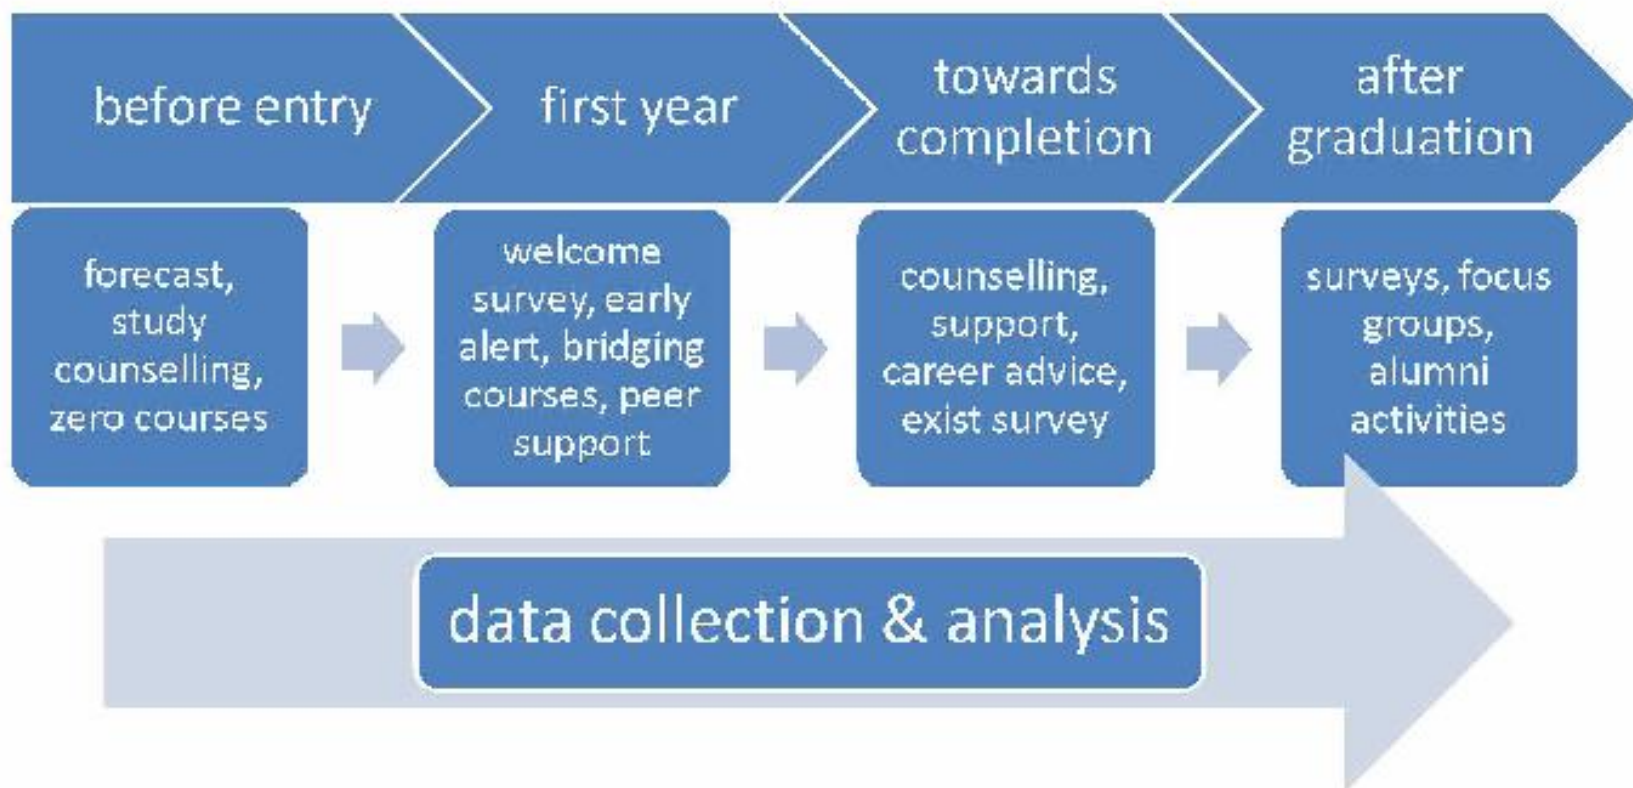 before entry
first year
towards
completion
after
graduation
forecast,
study
counselling,
zero courses
welcome
survey, early
alert, bridging
courses, peer
support
counselling,
support,
career advice,
exist survey
surveys, focus
groups,
alumni
activities
data collection & analysis